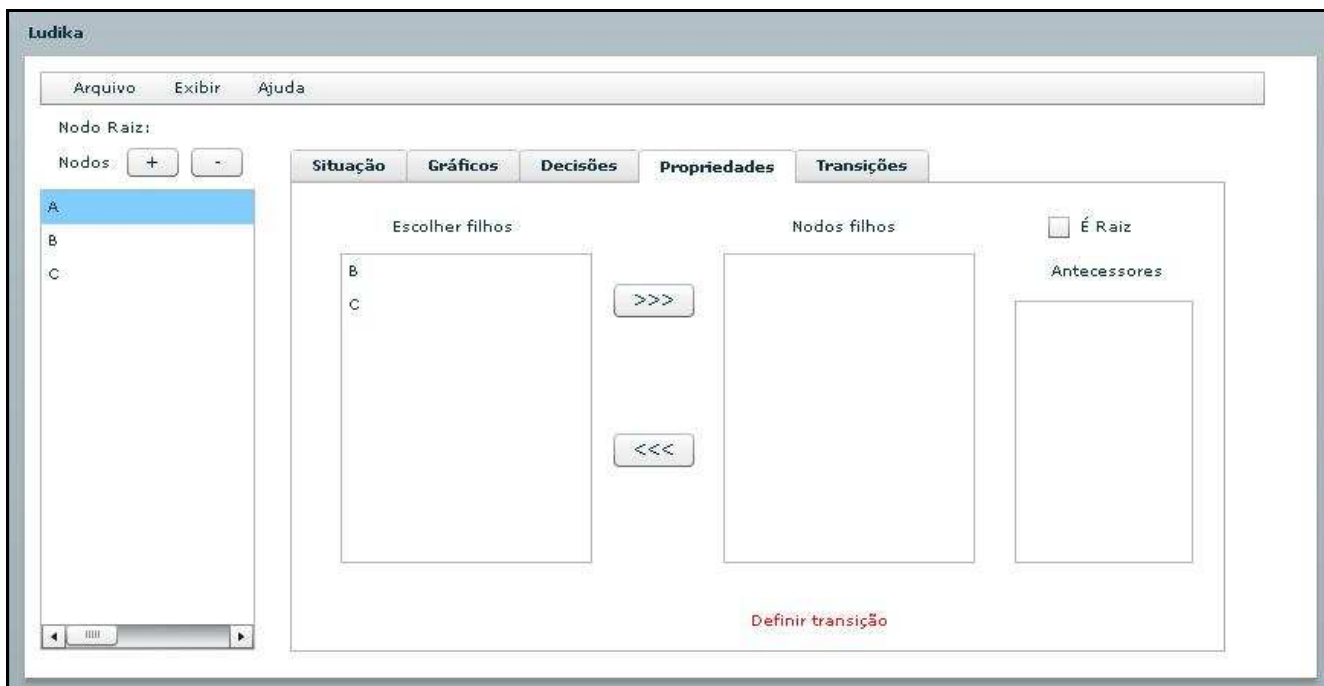 Ludika
Arquivo Exibir Ajuda
Nodo Raiz:
Nodos + -
Situação Gráficos Decisões Propriedades Transições
A
B
C
Escolher filhos Nodos filhos É Raiz
Antecessores
B
C
>>>
<<<
Definir transição